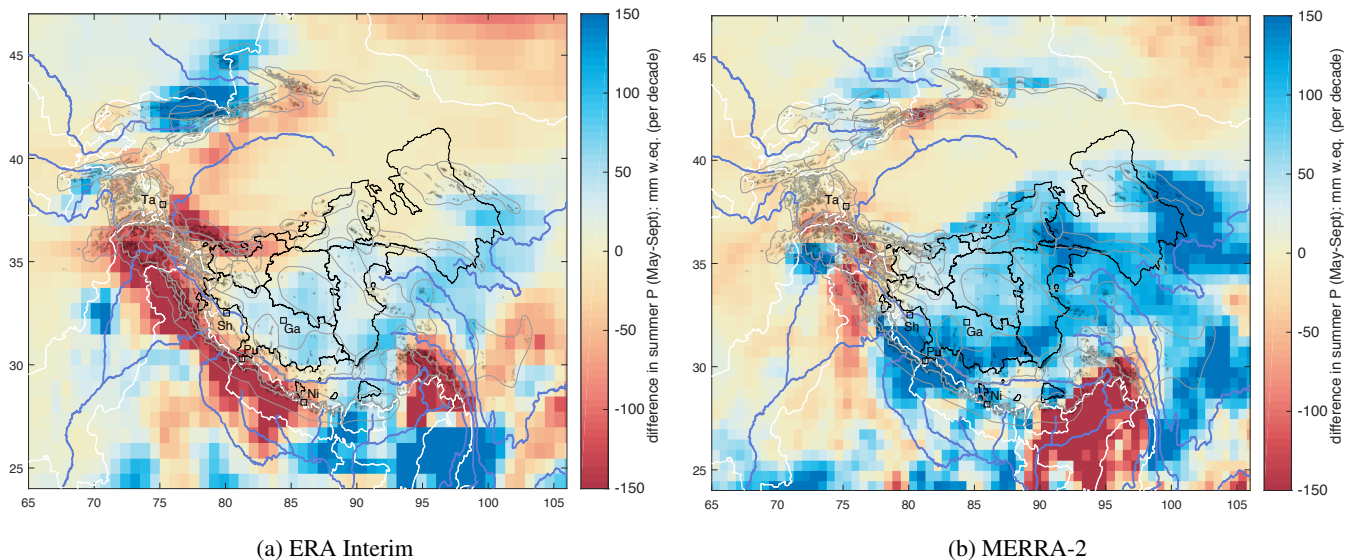 45
40
35
30
25
65 70 75 80 85 90 95 100 105
Ta
Sh
Ga
Pu
Ni
150
100
50
0
-50
-100
-150
difference in summer P (May-Sept): mm w.eq. (per decade)
(a) ERA Interim
45
40
35
30
25
65 70 75 80 85 90 95 100 105
Ta
Sh
Ga
Pu
Ni
150
100
50
0
-50
-100
-150
difference in summer P (May-Sept): mm w.eq. (per decade)
(b) MERRA-2